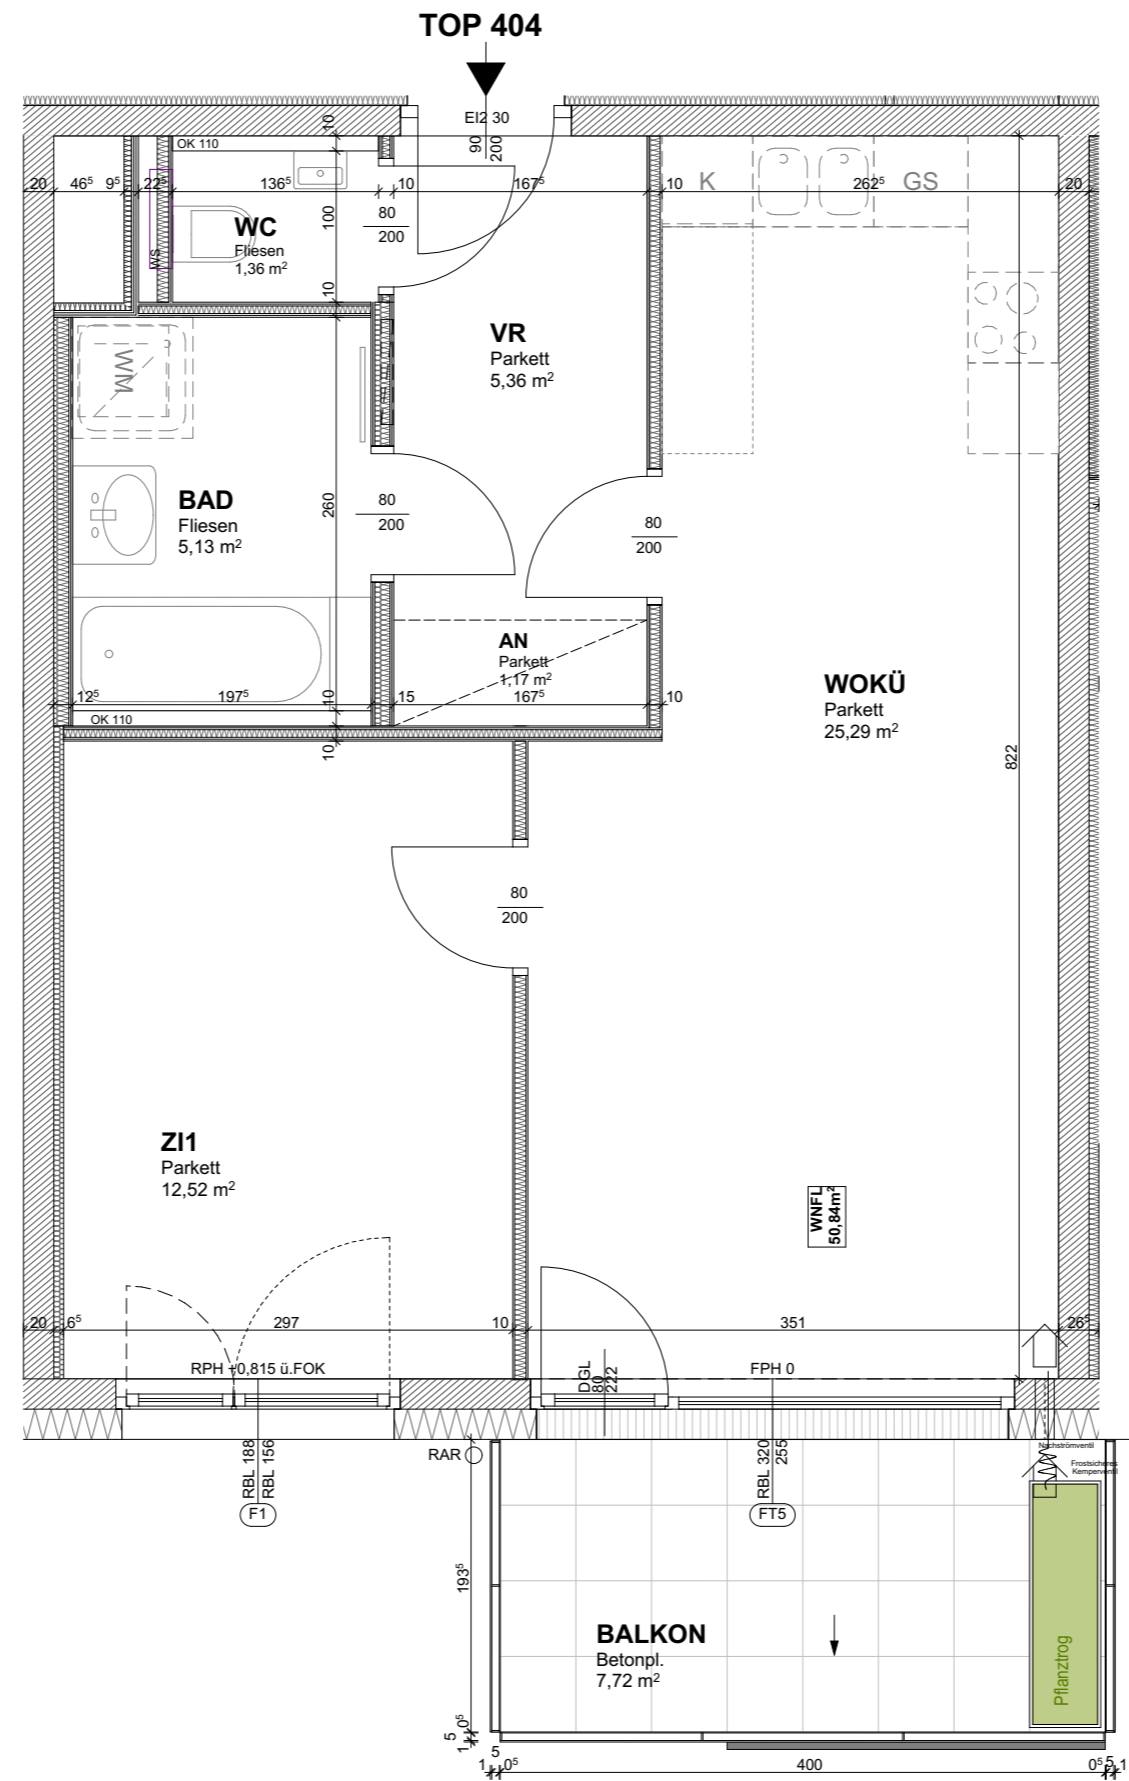 TOP 404
EI2 30
90
200
10
OK 110
20
46⁵
9⁵
22⁵
136⁵
10
167⁵
10
K
262⁵
GS
20
WC
Fliesen
1,36 m²
WS
100
80
200
10
VR
Parkett
5,36 m²
WM
BAD
Fliesen
5,13 m²
260
80
200
80
200
AN
Parkett
1,17 m²
12⁵
197⁵
10
15
167⁵
10
OK 110
10
WOKÜ
Parkett
25,29 m²
822
80
200
ZI1
Parkett
12,52 m²
WNFL
50,84m²
20
6⁵
297
10
351
26⁵
RPH +0,815 ü.FOK
DGL
80
222
FPH 0
RAR
RBL 188
RBL 156
F1
RBL 320
255
FT5
Nachströmventil
Frostsicheres
Kemperventil
193⁵
BALKON
Betonpl.
7,72 m²
Pflanztrog
0⁵
5
1
1
5
0⁵
400
0⁵
5
1